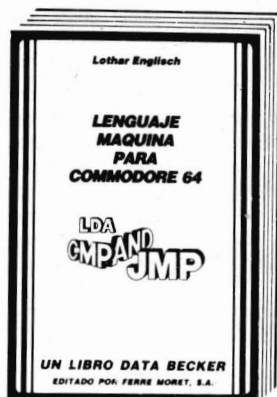 Lothar Englisch
LENGUAJE
MAQUINA
PARA
COMMODORE 64
LDA
CMP AND JMP
UN LIBRO DATA BECKER
EDITADO POR FERRE MORET, S.A.